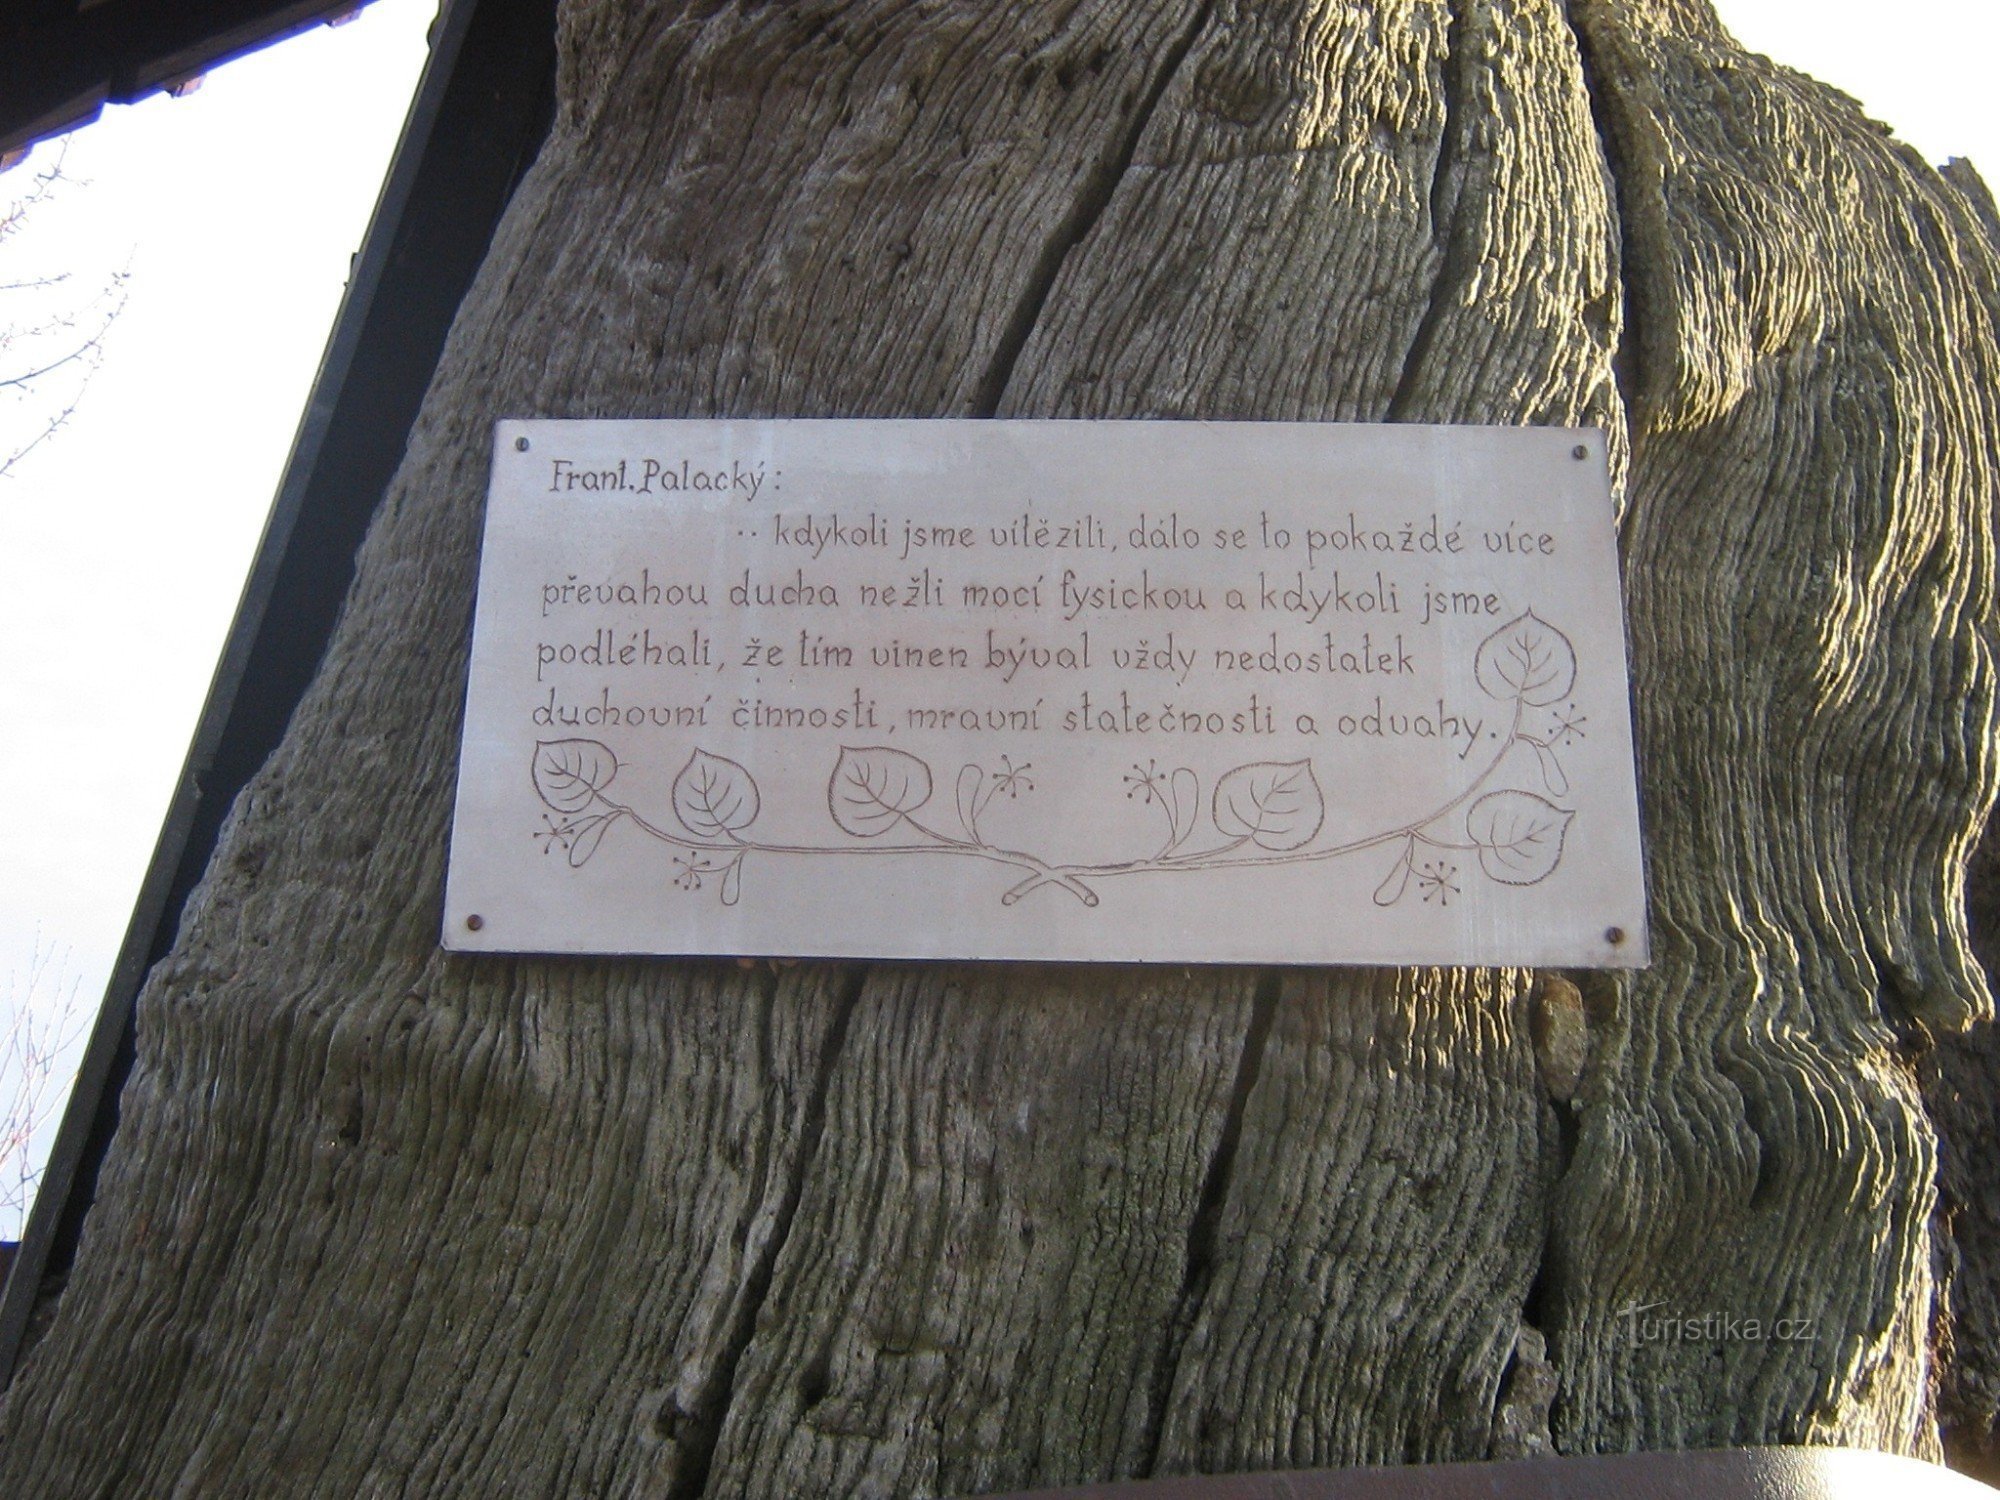 Frant. Palacký:
·· kdykoli jsme vítězili, dálo se to pokaždé více
převahou ducha nežli mocí fysickou a kdykoli jsme
podléhali, že tím vinen býval vždy nedostatek
duchovní činnosti, mravní statečnosti a odvahy.
Turistika.cz